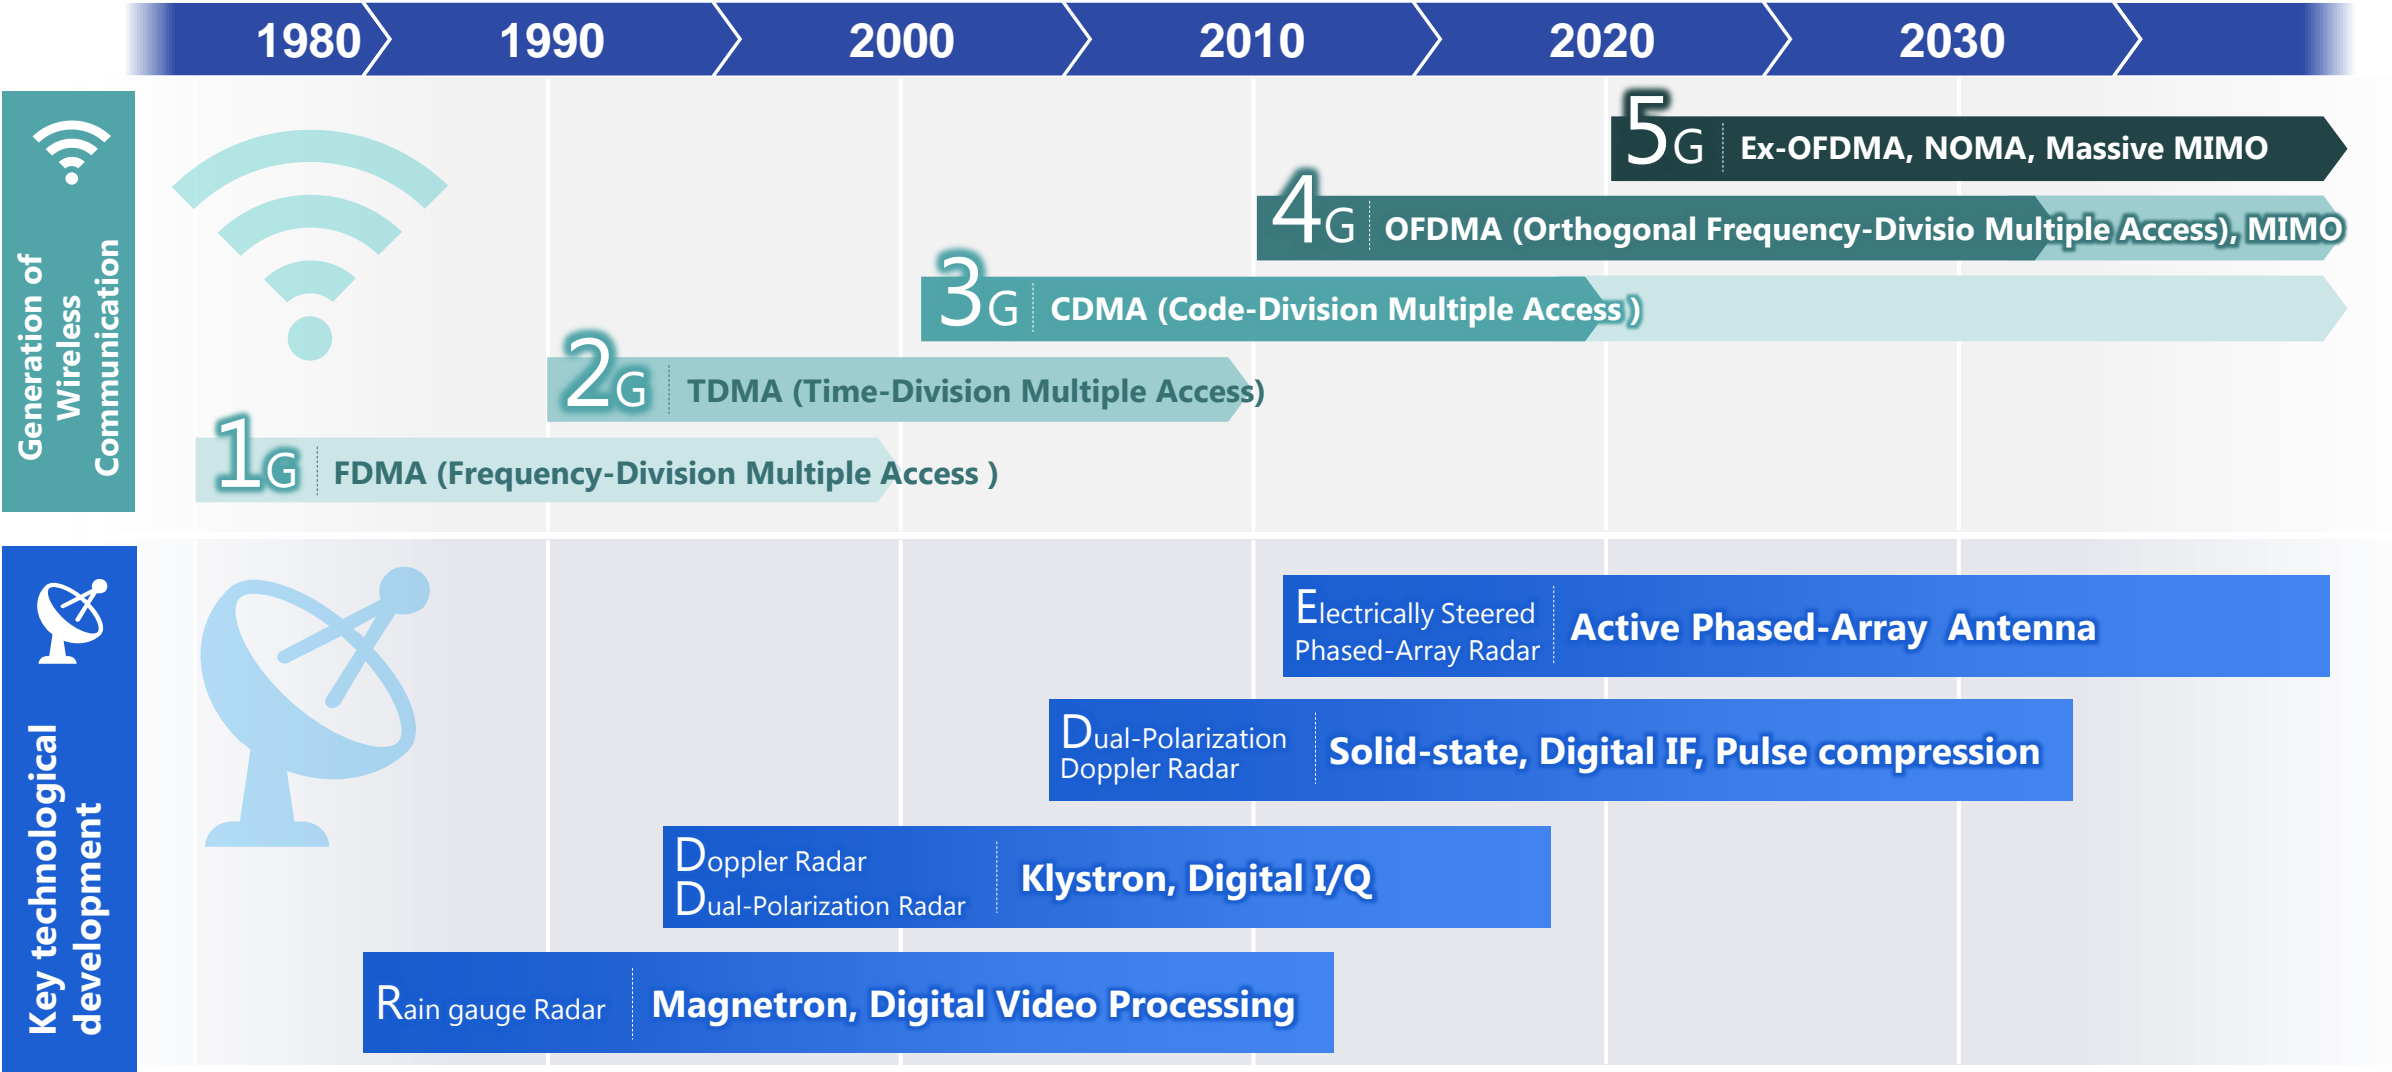 1980 1990 2000 2010 2020 2030
Generation of
Wireless
Communication
5G Ex-OFDMA, NOMA, Massive MIMO
4G OFDMA (Orthogonal Frequency-Divisio Multiple Access), MIMO
3G CDMA (Code-Division Multiple Access )
2G TDMA (Time-Division Multiple Access)
1G FDMA (Frequency-Division Multiple Access )
Key technological
development
Electrically Steered
Phased-Array Radar
Active Phased-Array Antenna
Dual-Polarization
Doppler Radar
Solid-state, Digital IF, Pulse compression
Doppler Radar
Dual-Polarization Radar
Klystron, Digital I/Q
Rain gauge Radar
Magnetron, Digital Video Processing